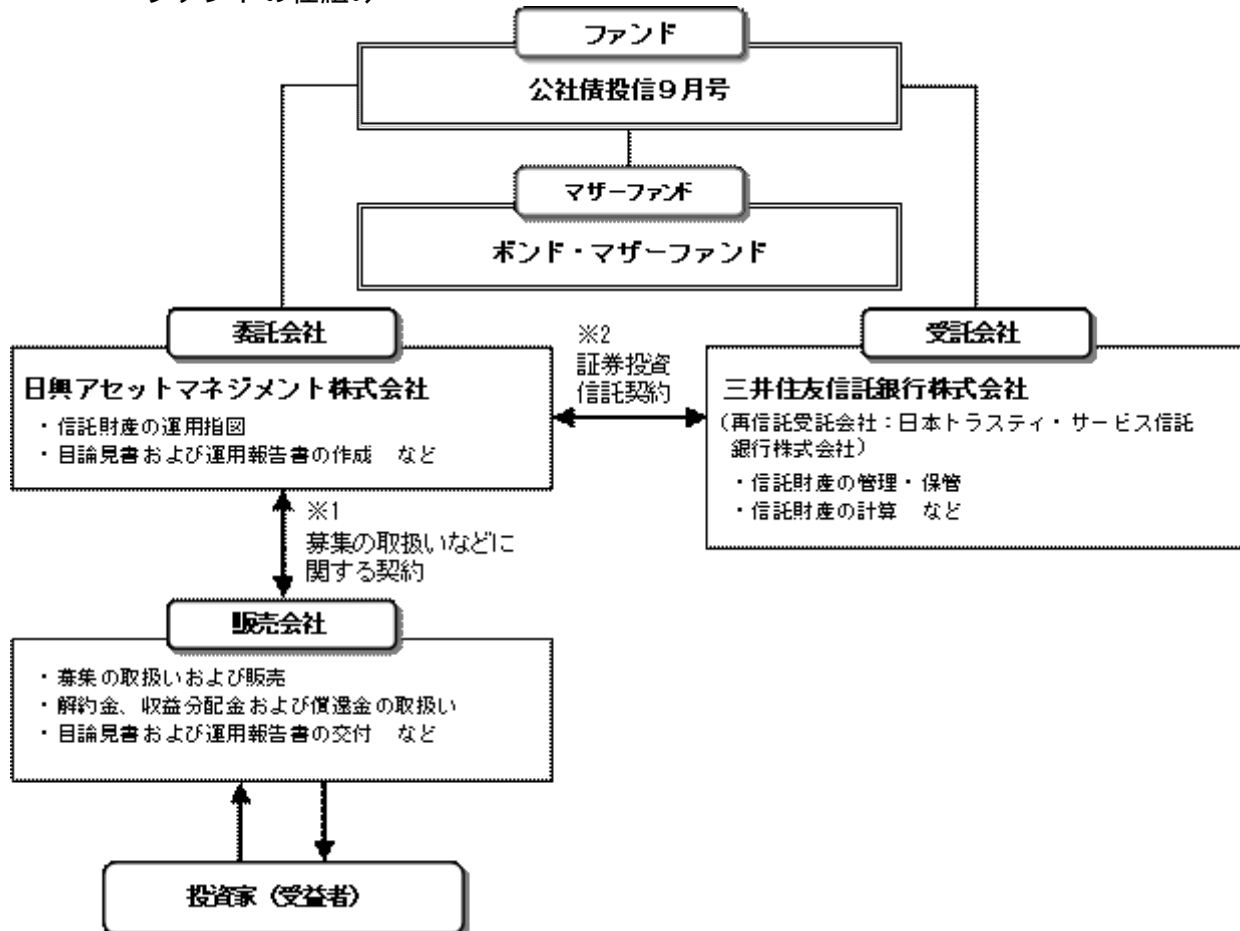 ファンドの仕組み
ファンド
公社債投信9月号
マザーファンド
ボンド・マザーファンド
委託会社
日興アセットマネジメント株式会社
・信託財産の運用指図
・目論見書および運用報告書の作成 など
※2
証券投資
信託契約
受託会社
三井住友信託銀行株式会社
(再信託受託会社:日本トラスティ・サービス信託
銀行株式会社)
・信託財産の管理・保管
・信託財産の計算 など
※1
募集の取扱いなどに
関する契約
販売会社
・募集の取扱いおよび販売
・解約金、収益分配金および償還金の取扱い
・目論見書および運用報告書の交付 など
投資家(受益者)